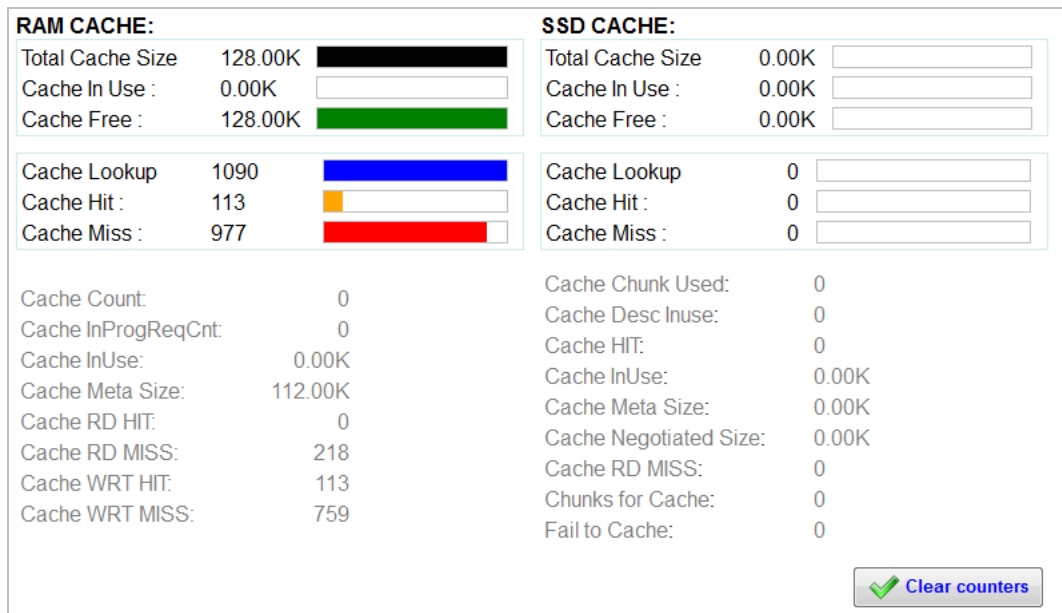 RAM CACHE:
Total Cache Size 128.00K
Cache In Use : 0.00K
Cache Free : 128.00K
Cache Lookup 1090
Cache Hit : 113
Cache Miss : 977
Cache Count: 0
Cache InProgReqCnt: 0
Cache InUse: 0.00K
Cache Meta Size: 112.00K
Cache RD HIT: 0
Cache RD MISS: 218
Cache WRT HIT: 113
Cache WRT MISS: 759
SSD CACHE:
Total Cache Size 0.00K
Cache In Use : 0.00K
Cache Free : 0.00K
Cache Lookup 0
Cache Hit : 0
Cache Miss : 0
Cache Chunk Used: 0
Cache Desc Inuse: 0
Cache HIT: 0
Cache InUse: 0.00K
Cache Meta Size: 0.00K
Cache Negotiated Size: 0.00K
Cache RD MISS: 0
Chunks for Cache: 0
Fail to Cache: 0
Clear counters